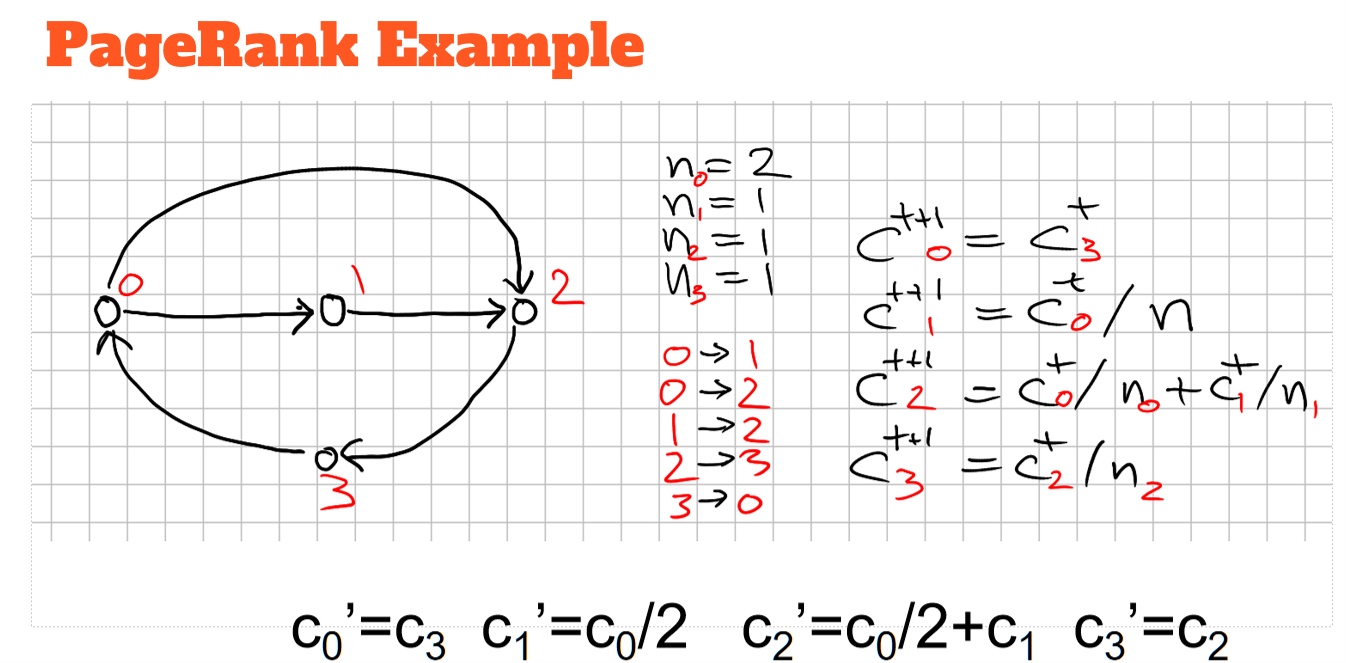 PageRank Example
0
1
2
3
n₀ = 2
n₁ = 1
n₂ = 1
n₃ = 1
0 → 1
0 → 2
1 → 2
2 → 3
3 → 0
c₀ᵗ⁺¹ = c₃ᵗ
c₁ᵗ⁺¹ = c₀ᵗ / n
c₂ᵗ⁺¹ = c₀ᵗ / n₀ + c₁ᵗ / n₁
c₃ᵗ⁺¹ = c₂ᵗ / n₂
c₀’=c₃ c₁’=c₀/2 c₂’=c₀/2+c₁ c₃’=c₂